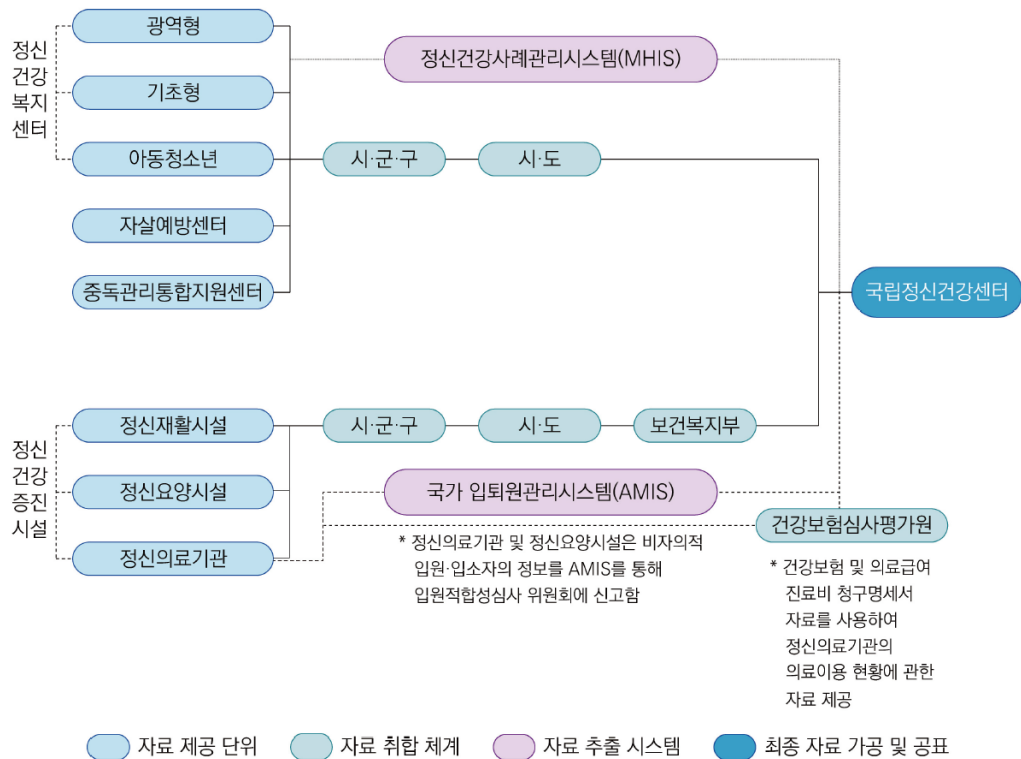 정신
건강
복지
센터
광역형
기초형
아동청소년
자살예방센터
중독관리통합지원센터
정신건강사례관리시스템(MHIS)
시·군·구
시·도
국립정신건강센터
정신
건강
증진
시설
정신재활시설
정신요양시설
정신의료기관
시·군·구
시·도
보건복지부
국가 입퇴원관리시스템(AMIS)
* 정신의료기관 및 정신요양시설은 비자의적
입원·입소자의 정보를 AMIS를 통해
입원적합성심사 위원회에 신고함
건강보험심사평가원
* 건강보험 및 의료급여
진료비 청구명세서
자료를 사용하여
정신의료기관의
의료이용 현황에 관한
자료 제공
자료 제공 단위
자료 취합 체계
자료 추출 시스템
최종 자료 가공 및 공표